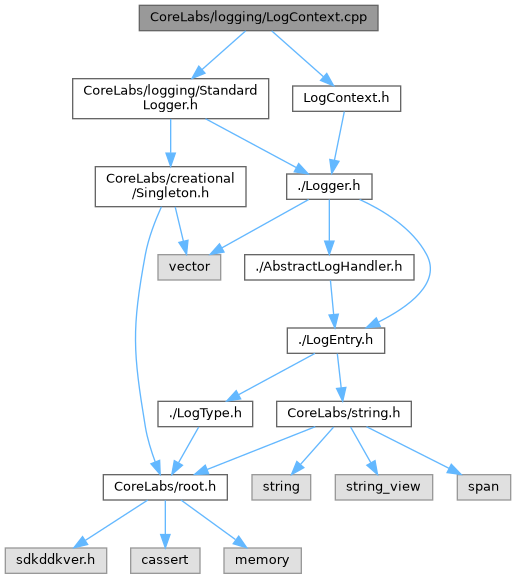 CoreLabs/logging/LogContext.cpp
CoreLabs/logging/Standard
Logger.h
LogContext.h
CoreLabs/creational
/Singleton.h
./Logger.h
vector
./AbstractLogHandler.h
./LogEntry.h
./LogType.h
CoreLabs/string.h
CoreLabs/root.h
string
string_view
span
sdkddkver.h
cassert
memory